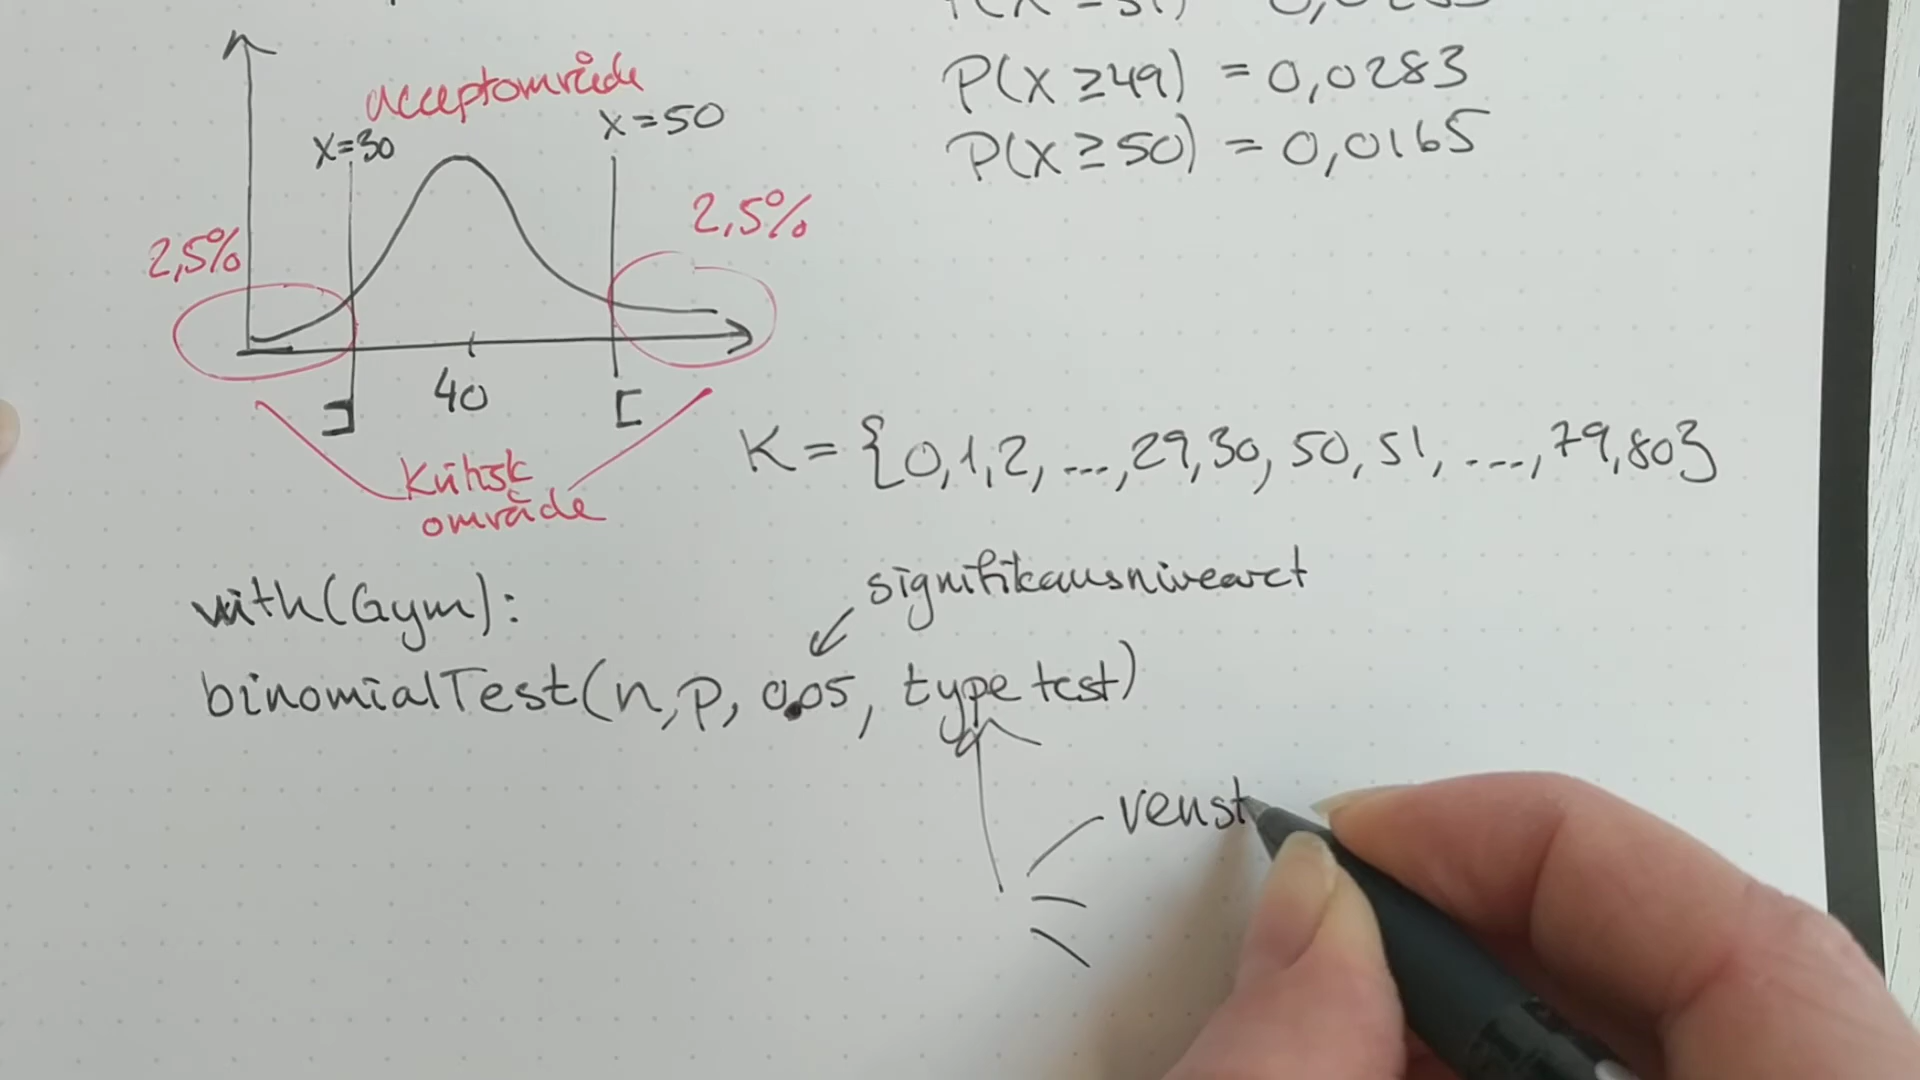 P(X ≥49) = 0,0283
P(X ≥ 50) = 0,0165
acceptområde
X=30
X=50
2,5%
2,5%
40
Kritisk
område
K = {0,1,2, ...,29,30, 50, 51, ...,79,80}
with(Gym):
signifikansniveauet
binomialTest(n,p, 0.05, type test)
venst